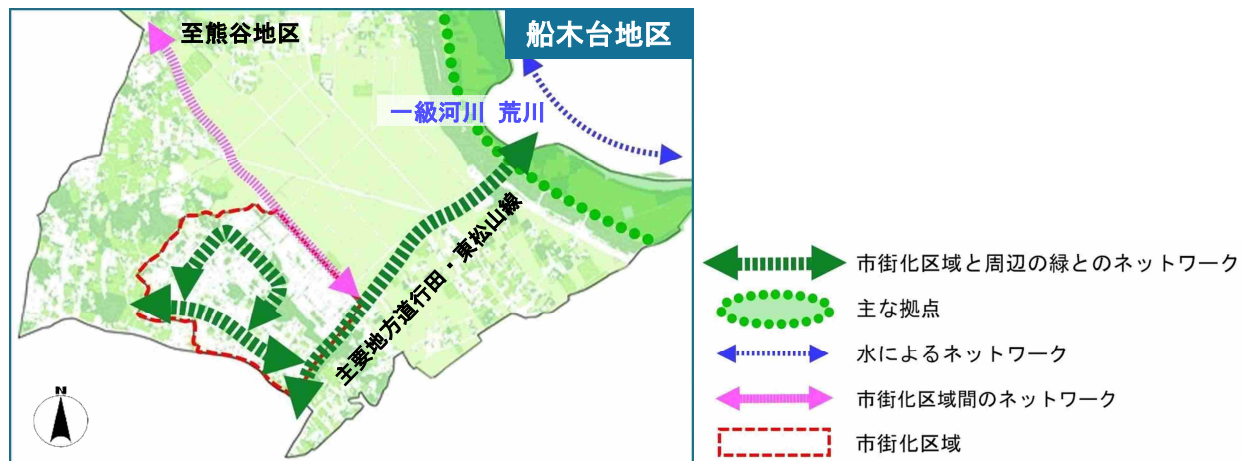 船木台地区
至熊谷地区
一級河川 荒川
主要地方道行田・東松山線
N
市街化区域と周辺の緑とのネットワーク
主な拠点
水によるネットワーク
市街化区域間のネットワーク
市街化区域